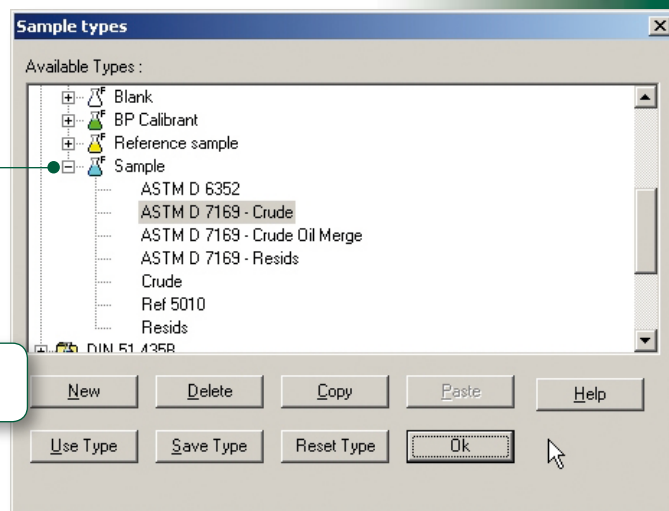 Sample types
Available Types :
Blank
BP Calibrant
Reference sample
Sample
ASTM D 6352
ASTM D 7169 - Crude
ASTM D 7169 - Crude Oil Merge
ASTM D 7169 - Resids
Crude
Ref 5010
Resids
DIN 51 435B
New Delete Copy Paste Help
Use Type Save Type Reset Type Ok